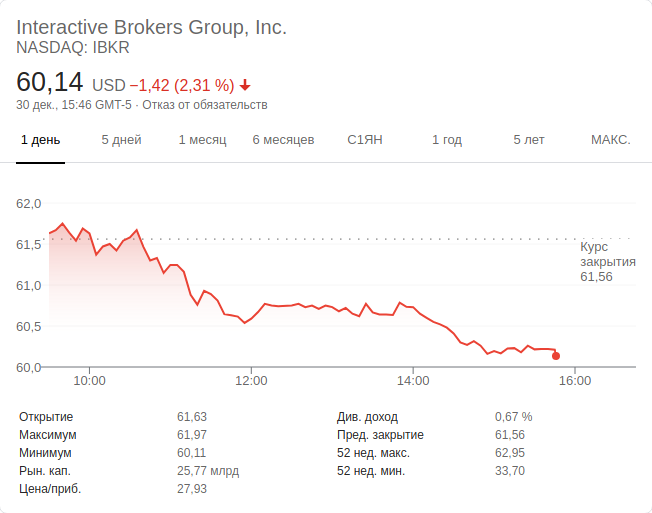 Interactive Brokers Group, Inc.
NASDAQ: IBKR
60,14 USD −1,42 (2,31 %)
30 дек., 15:46 GMT-5 · Отказ от обязательств
1 день 5 дней 1 месяц 6 месяцев С1ЯН 1 год 5 лет МАКС.
62,0
61,5
61,0
60,5
60,0
Курс
закрытия
61,56
10:00 12:00 14:00 16:00
Открытие 61,63 Див. доход 0,67 %
Максимум 61,97 Пред. закрытие 61,56
Минимум 60,11 52 нед. макс. 62,95
Рын. кап. 25,77 млрд 52 нед. мин. 33,70
Цена/приб. 27,93